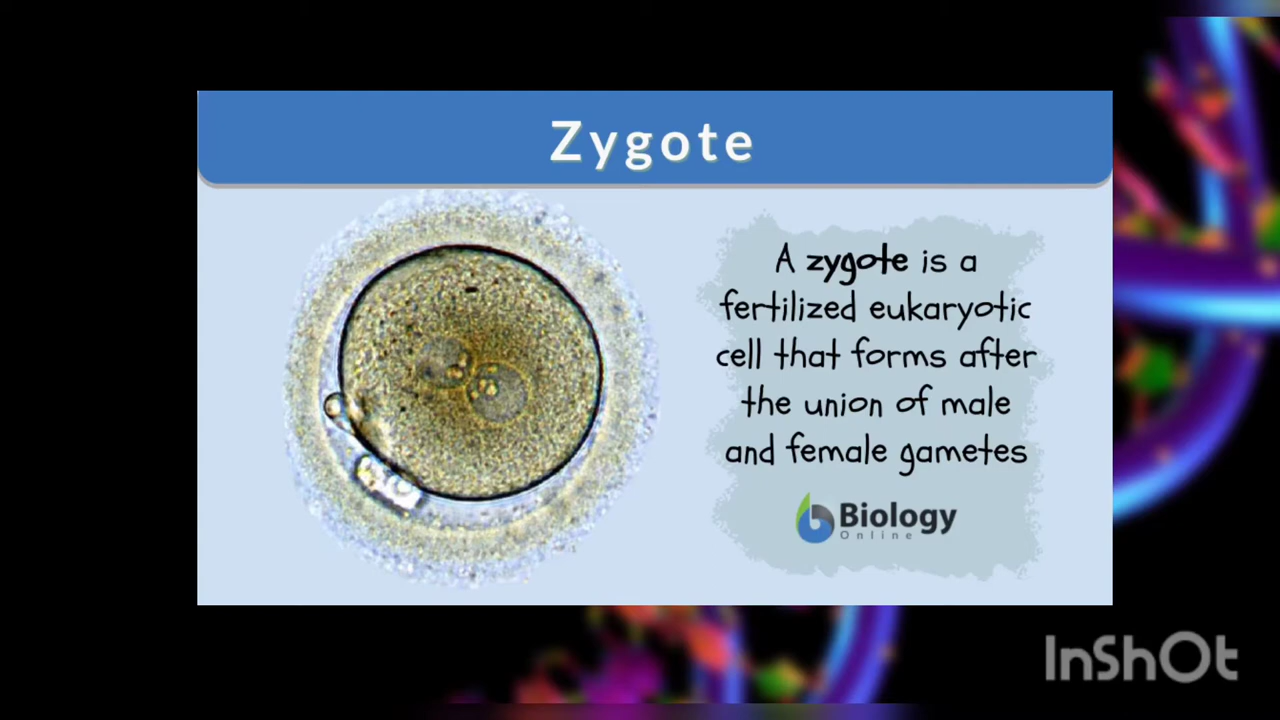 Zygote
A zygote is a
fertilized eukaryotic
cell that forms after
the union of male
and female gametes
Biology
Online
InShOt